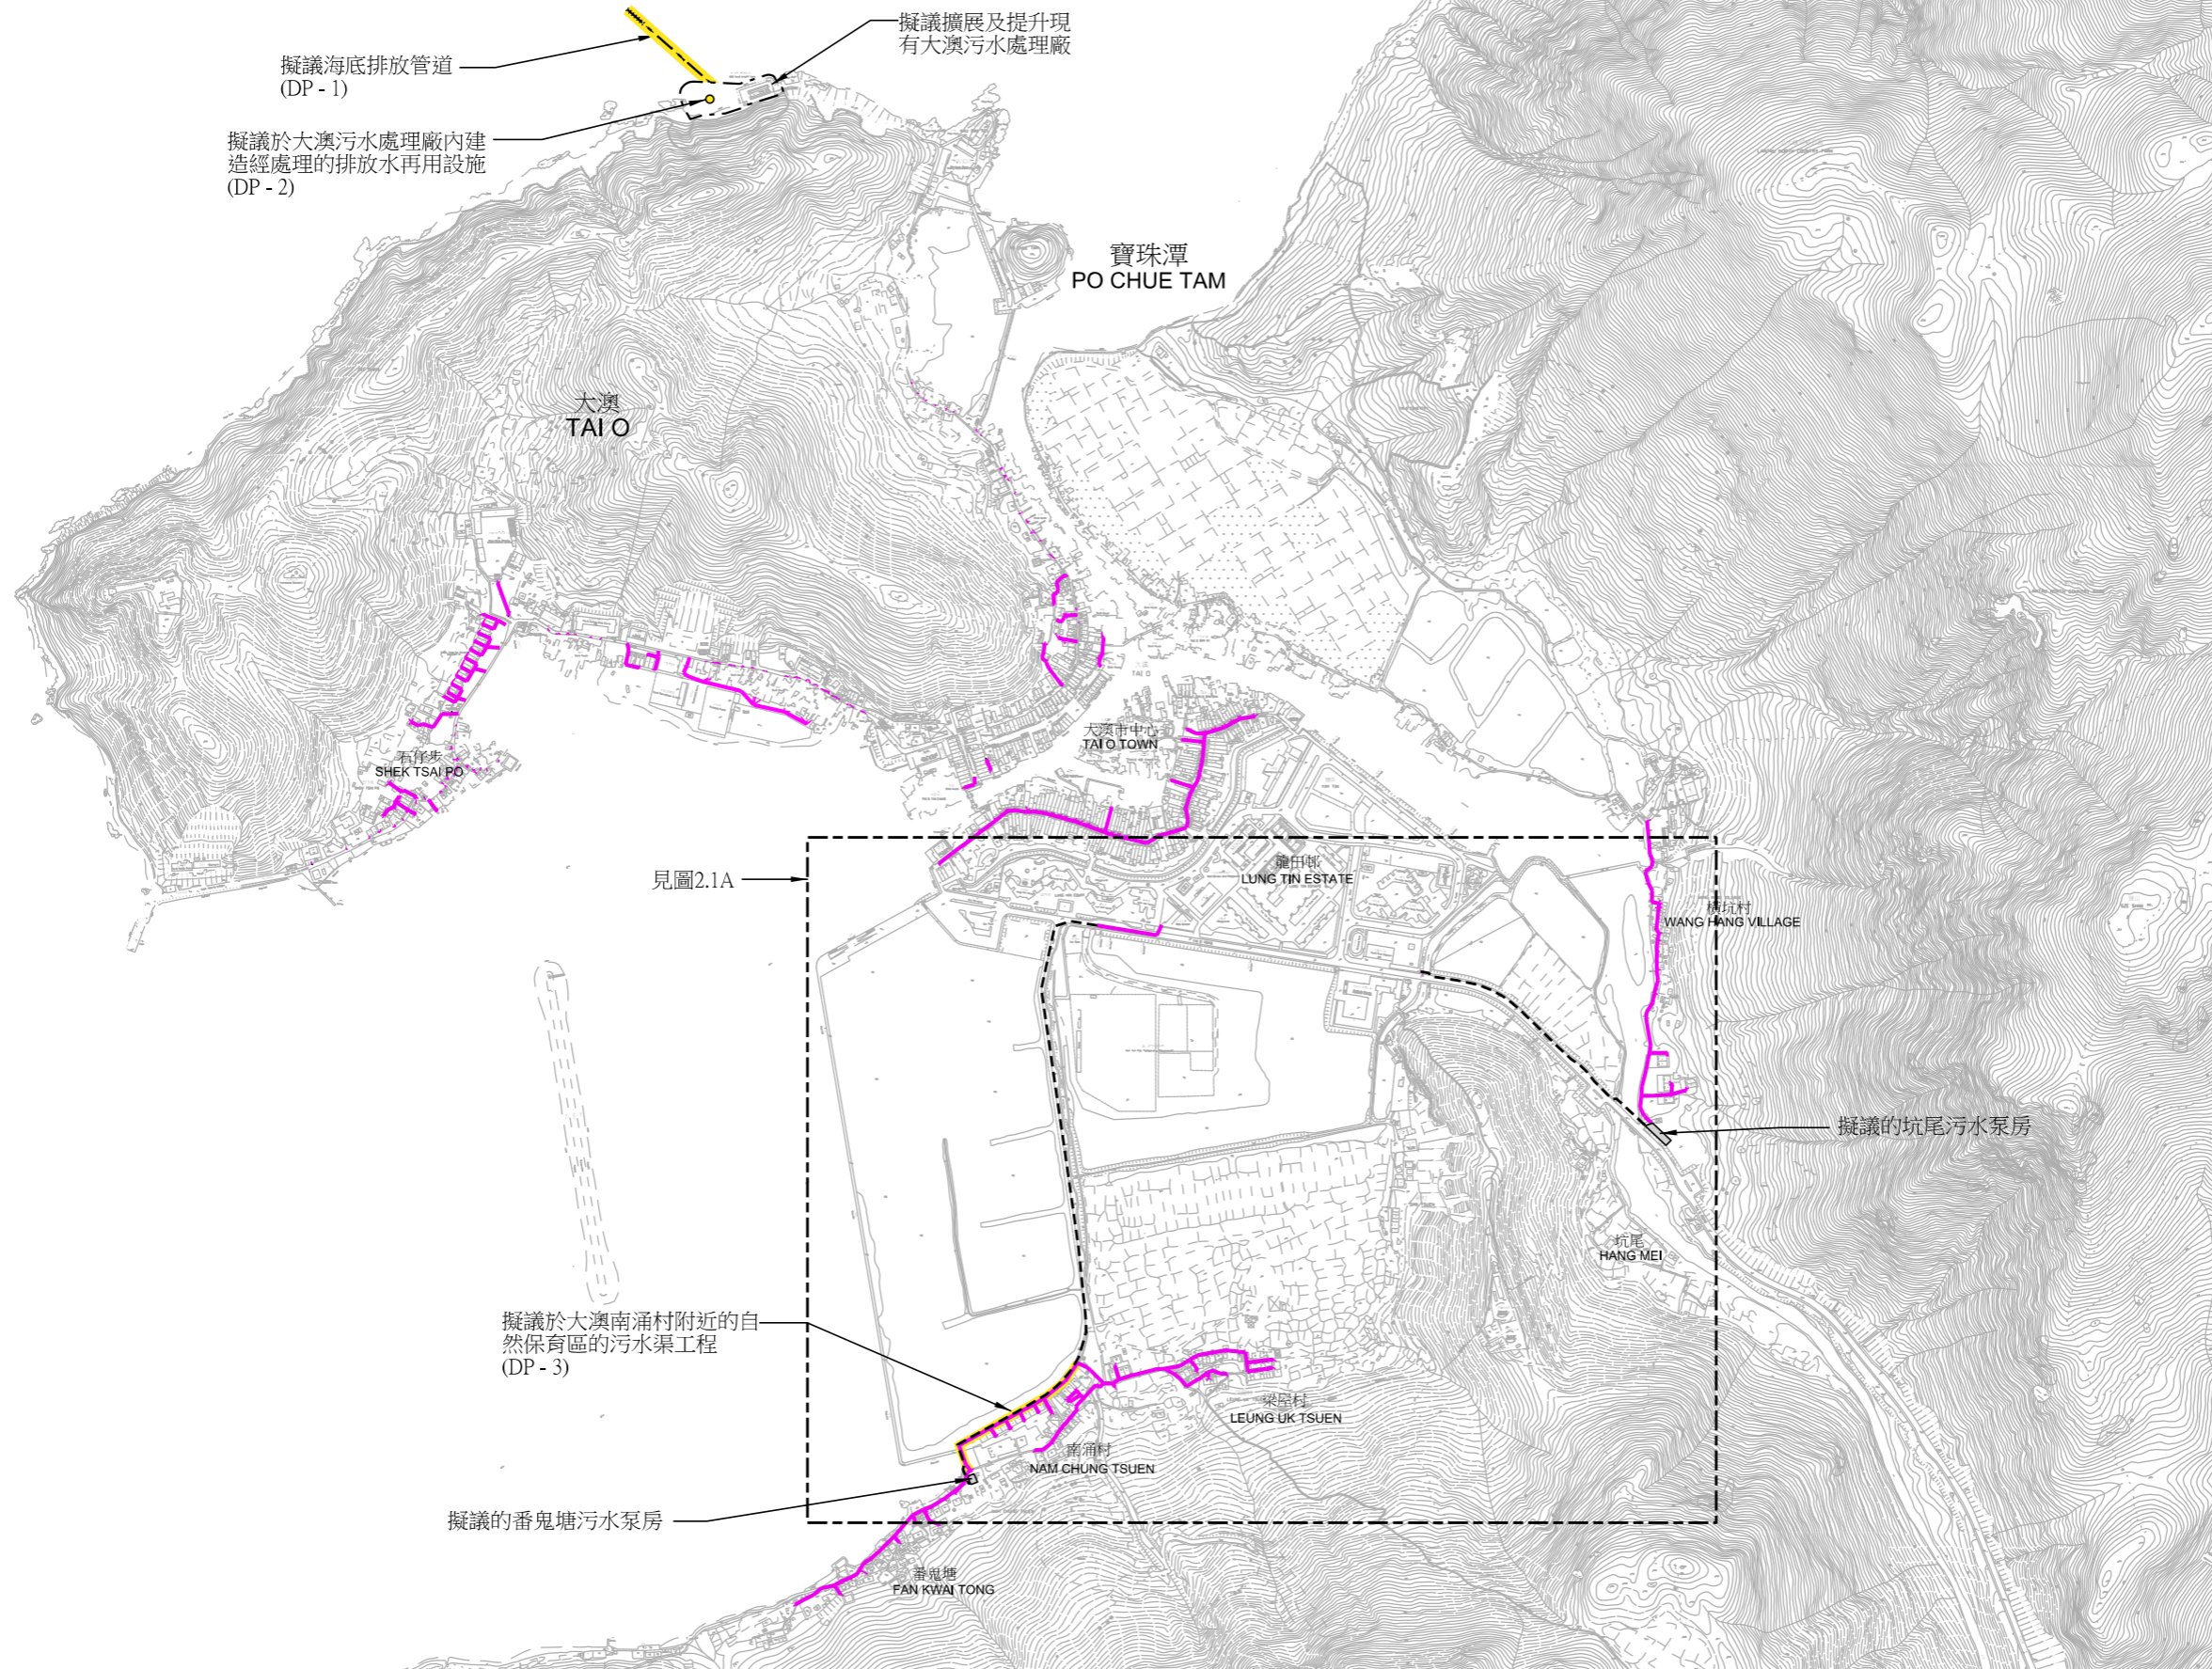 擬議擴展及提升現
有大澳污水處理廠
擬議海底排放管道
(DP - 1)
擬議於大澳污水處理廠內建
造經處理的排放水再用設施
(DP - 2)
寶珠潭
PO CHUE TAM
大澳
TAI O
大澳
TAI O
大澳市中心
TAI O TOWN
石仔步
SHEK TSAI PO
見圖2.1A
龍田邨
LUNG TIN ESTATE
橫坑村
WANG HANG VILLAGE
擬議的坑尾污水泵房
坑尾
HANG MEI
擬議於大澳南涌村附近的自
然保育區的污水渠工程
(DP - 3)
梁屋村
LEUNG UK TSUEN
南涌村
NAM CHUNG TSUEN
擬議的番鬼塘污水泵房
番鬼塘
FAN KWAI TONG